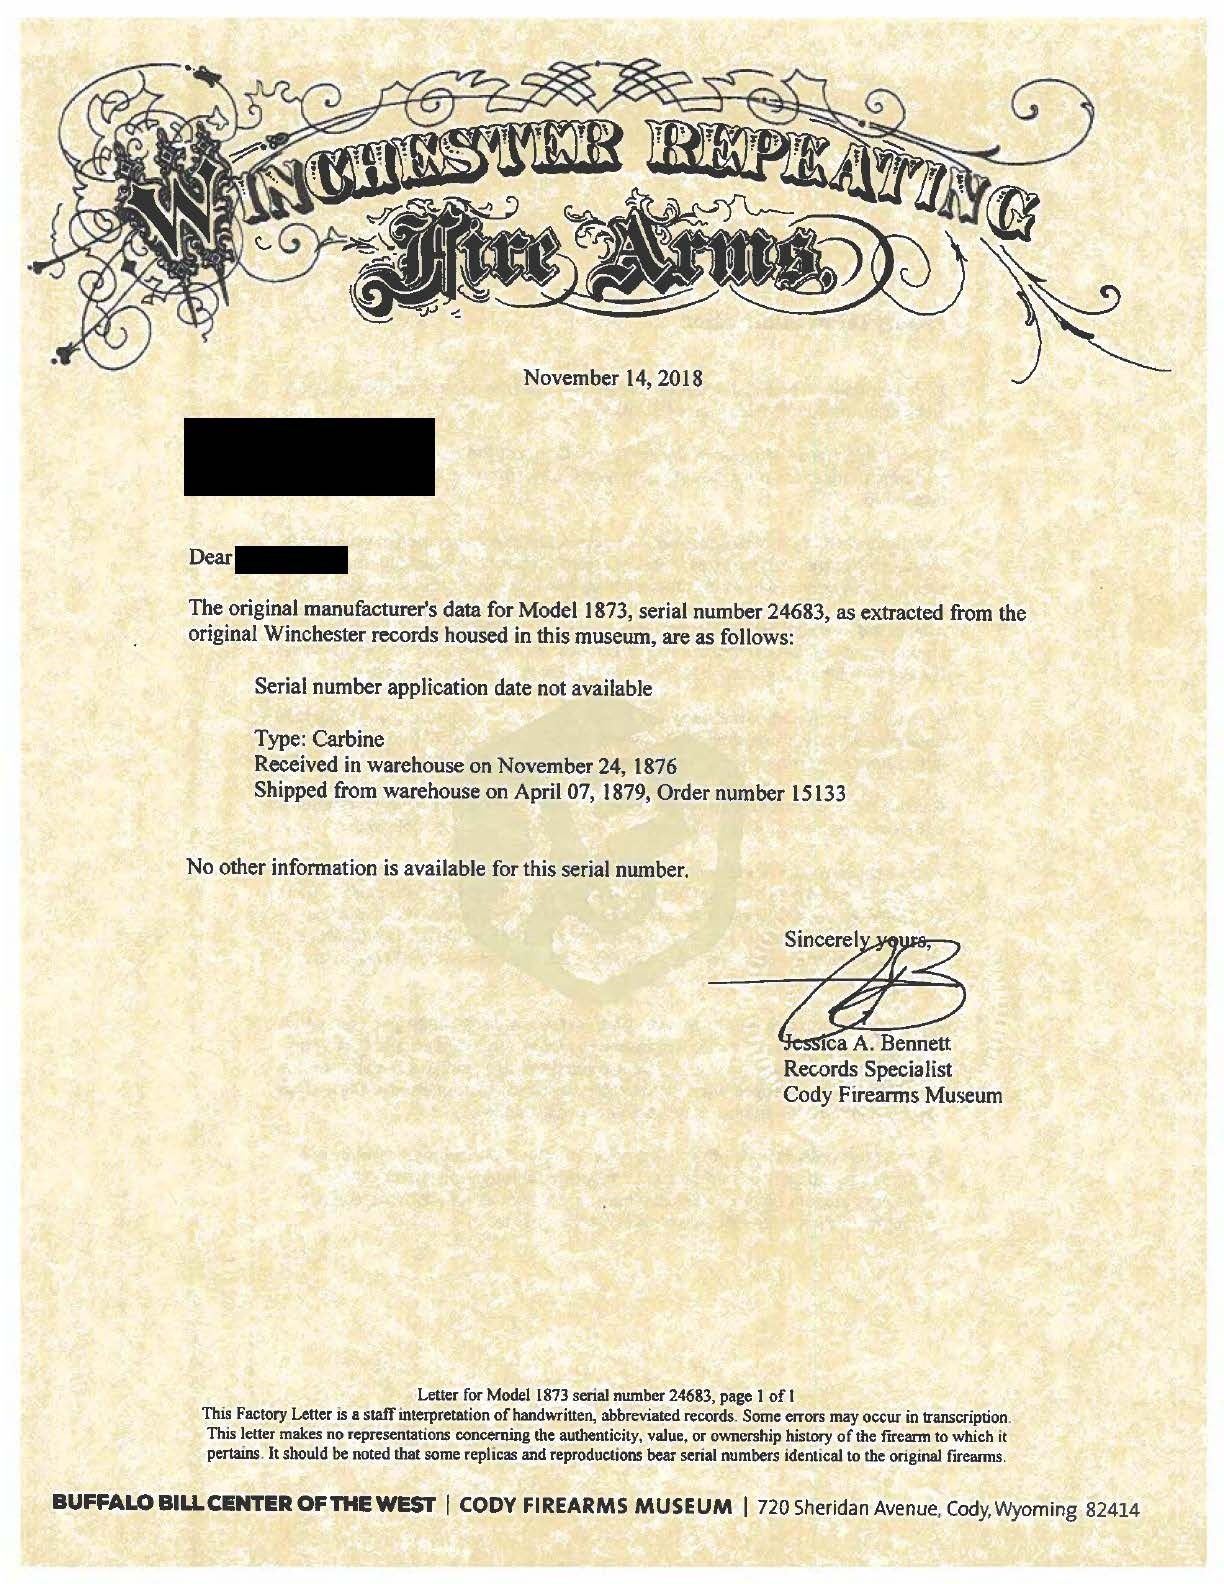 WINCHESTER REPEATING
Fire Arms.
November 14, 2018
Dear
The original manufacturer's data for Model 1873, serial number 24683, as extracted from the
original Winchester records housed in this museum, are as follows:
Serial number application date not available
Type: Carbine
Received in warehouse on November 24, 1876
Shipped from warehouse on April 07, 1879, Order number 15133
No other information is available for this serial number.
Sincerely yours,
Jessica A. Bennett
Records Specialist
Cody Firearms Museum
Letter for Model 1873 serial number 24683, page 1 of 1
This Factory Letter is a staff interpretation of handwritten, abbreviated records. Some errors may occur in transcription.
This letter makes no representations concerning the authenticity, value, or ownership history of the firearm to which it
pertains. It should be noted that some replicas and reproductions bear serial numbers identical to the original firearms.
BUFFALO BILL CENTER OF THE WEST | CODY FIREARMS MUSEUM | 720 Sheridan Avenue, Cody, Wyoming 82414